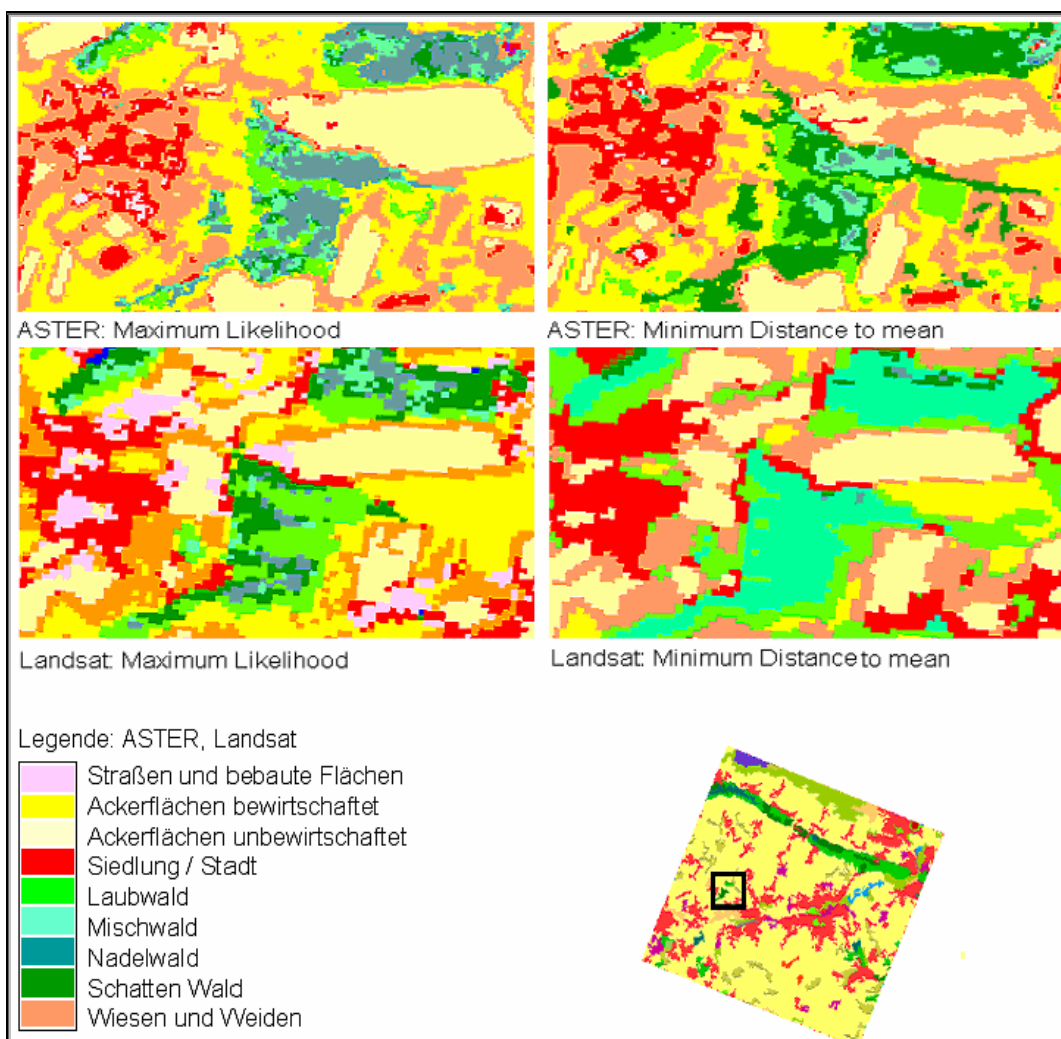 ASTER: Maximum Likelihood
ASTER: Minimum Distance to mean
Landsat: Maximum Likelihood
Landsat: Minimum Distance to mean
Legende: ASTER, Landsat
Straßen und bebaute Flächen
Ackerflächen bewirtschaftet
Ackerflächen unbewirtschaftet
Siedlung / Stadt
Laubwald
Mischwald
Nadelwald
Schatten Wald
Wiesen und Weiden